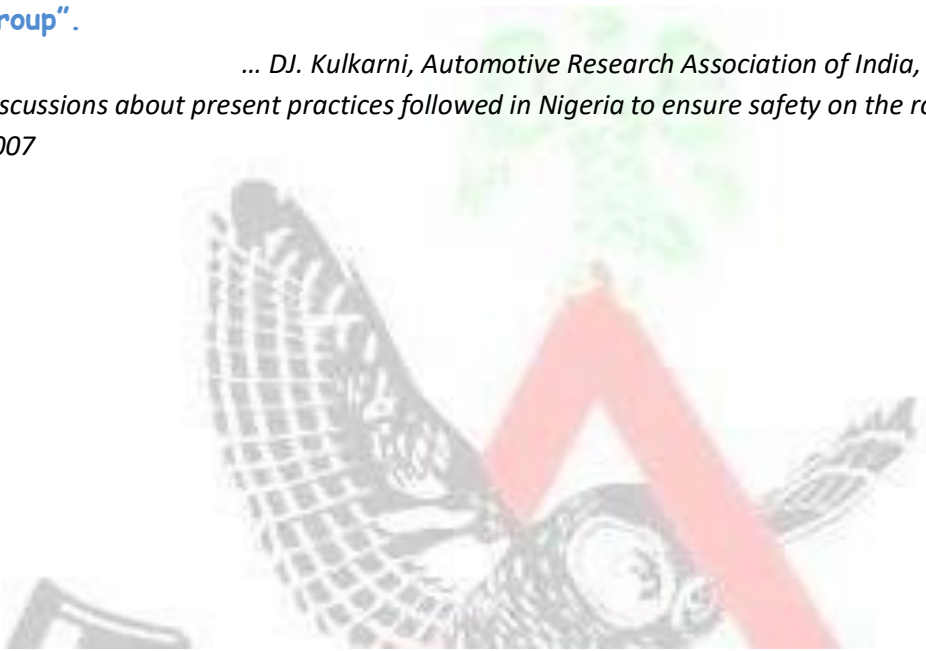 roup”.
… DJ. Kulkarni, Automotive Research Association of India,
scussions about present practices followed in Nigeria to ensure safety on the ro
007